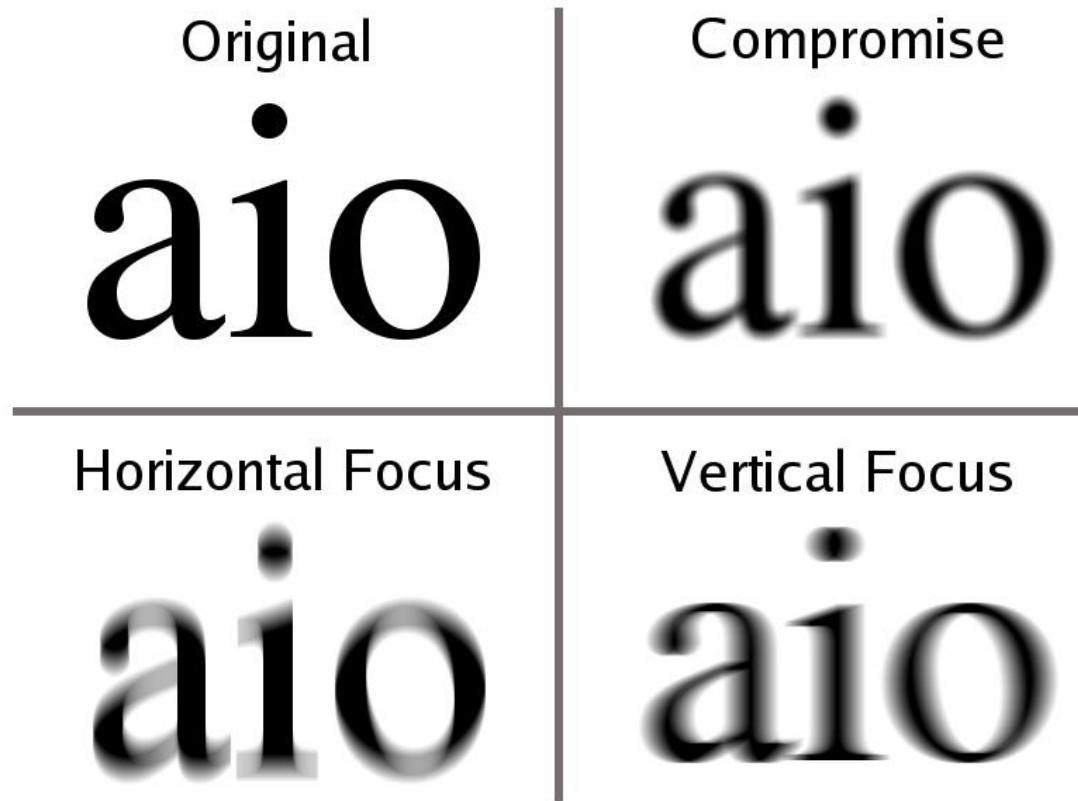 Original
aio
Compromise
aio
Horizontal Focus
aio
Vertical Focus
aio